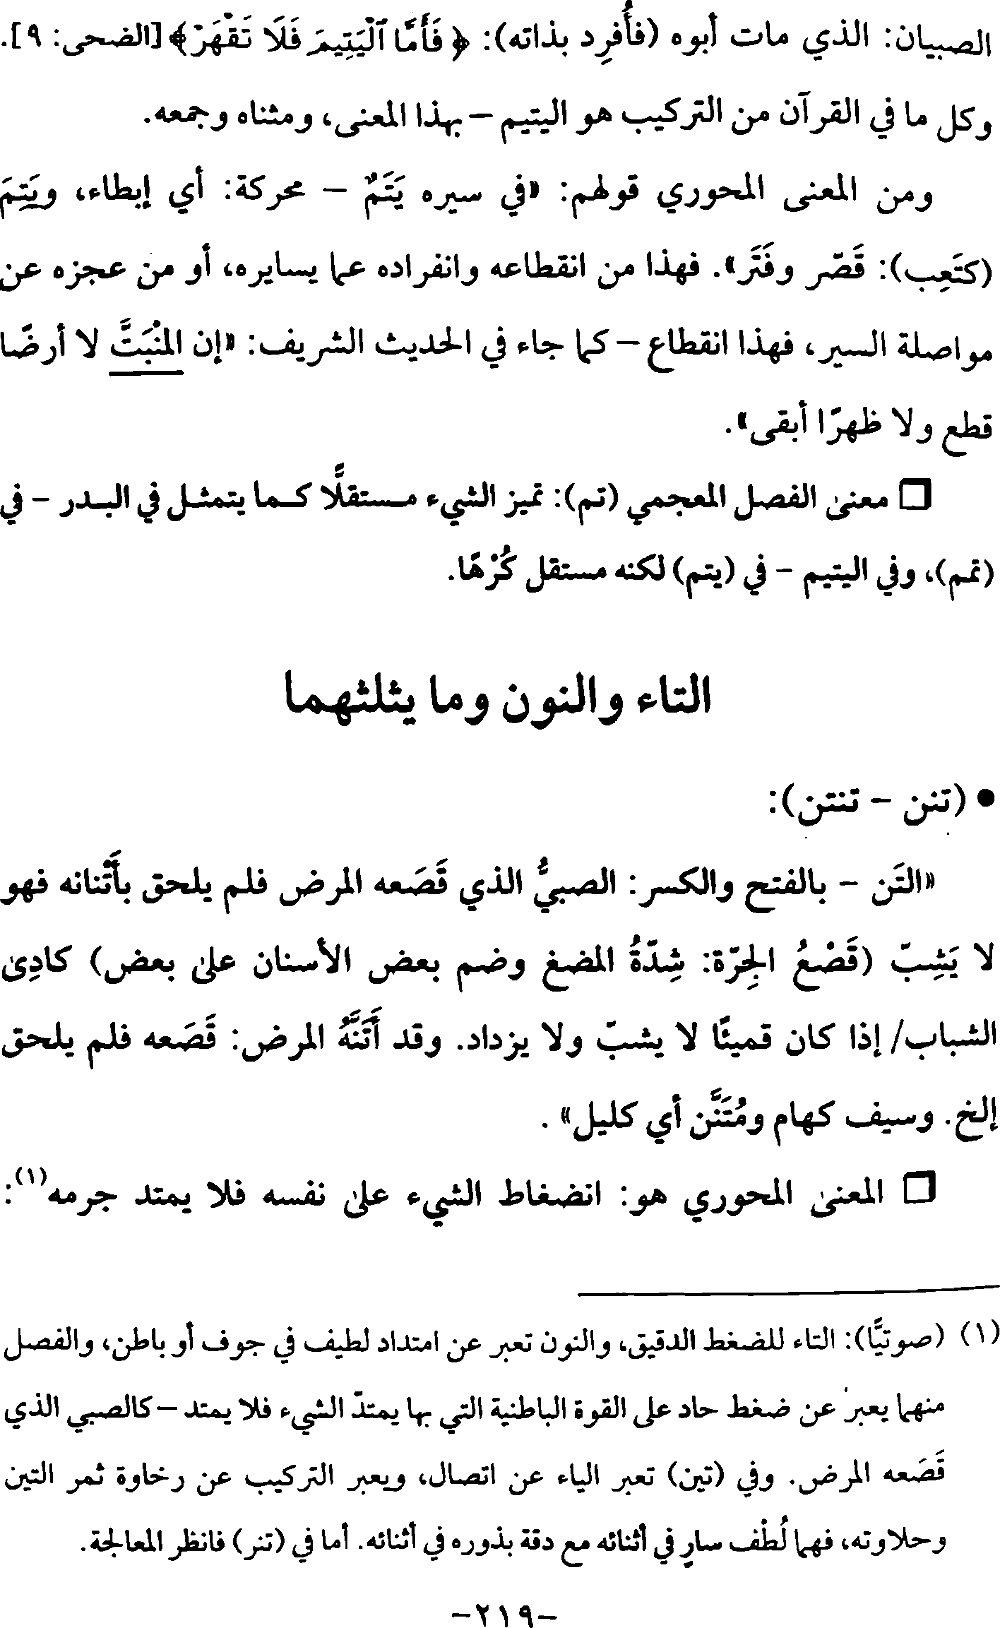 الصبيان: الذي مات أبوه (فأُفرِد بذاته): ﴿فَأَمَّا ٱلْيَتِيمَ فَلَا تَقْهَرْ﴾ [الضحى: ٩].
وكل ما في القرآن من التركيب هو اليتيم – بهذا المعنى، ومثناه وجمعه.
ومن المعنى المحوري قولهم: «في سيره يَتَمٌ – محركة: أي إبطاء، ويَتِمَ
(كتَعِب): قَصّر وفَتَر». فهذا من انقطاعه وانفراده عما يسايره، أو من عجزه عن
مواصلة السير، فهذا انقطاع – كما جاء في الحديث الشريف: «إن المُنْبَتَّ لا أرضًا
قطع ولا ظهرًا أبقى».
□ معنى الفصل المعجمي (تم): تميز الشيء مستقلًّا كما يتمثل في البدر – في
(تمم)، وفي اليتيم – في (يتم) لكنه مستقل كُرْهًا.
التاء والنون وما يثلثهما
• (تنن – تنتن):
«التَن – بالفتح والكسر: الصبيُّ الذي قَصَعه المرض فلم يلحق بأَتْنانه فهو
لا يَشِبّ (قَصْعُ الجِرّة: شِدّةُ المضغ وضم بعض الأسنان على بعض) كادِئ
الشباب/ إذا كان قميئًا لا يشبّ ولا يزداد. وقد أَتَنَّهُ المرض: قَصَعه فلم يلحق
إلخ. وسيف كهام ومُتَنَّن أي كليل» .
□ المعنى المحوري هو: انضغاط الشيء على نفسه فلا يمتد جرمه(١):
(١) (صوتيًّا): التاء للضغط الدقيق، والنون تعبر عن امتداد لطيف في جوف أو باطن، والفصل
منهما يعبر عن ضغط حاد على القوة الباطنية التي بها يمتدّ الشيء فلا يمتد – كالصبي الذي
قَصَعه المرض. وفي (تين) تعبر الياء عن اتصال، ويعبر التركيب عن رخاوة ثمر التين
وحلاوته، فهما لُطْف سارٍ في أثنائه مع دقة بذوره في أثنائه. أما في (تنر) فانظر المعالجة.
–٢١٩–